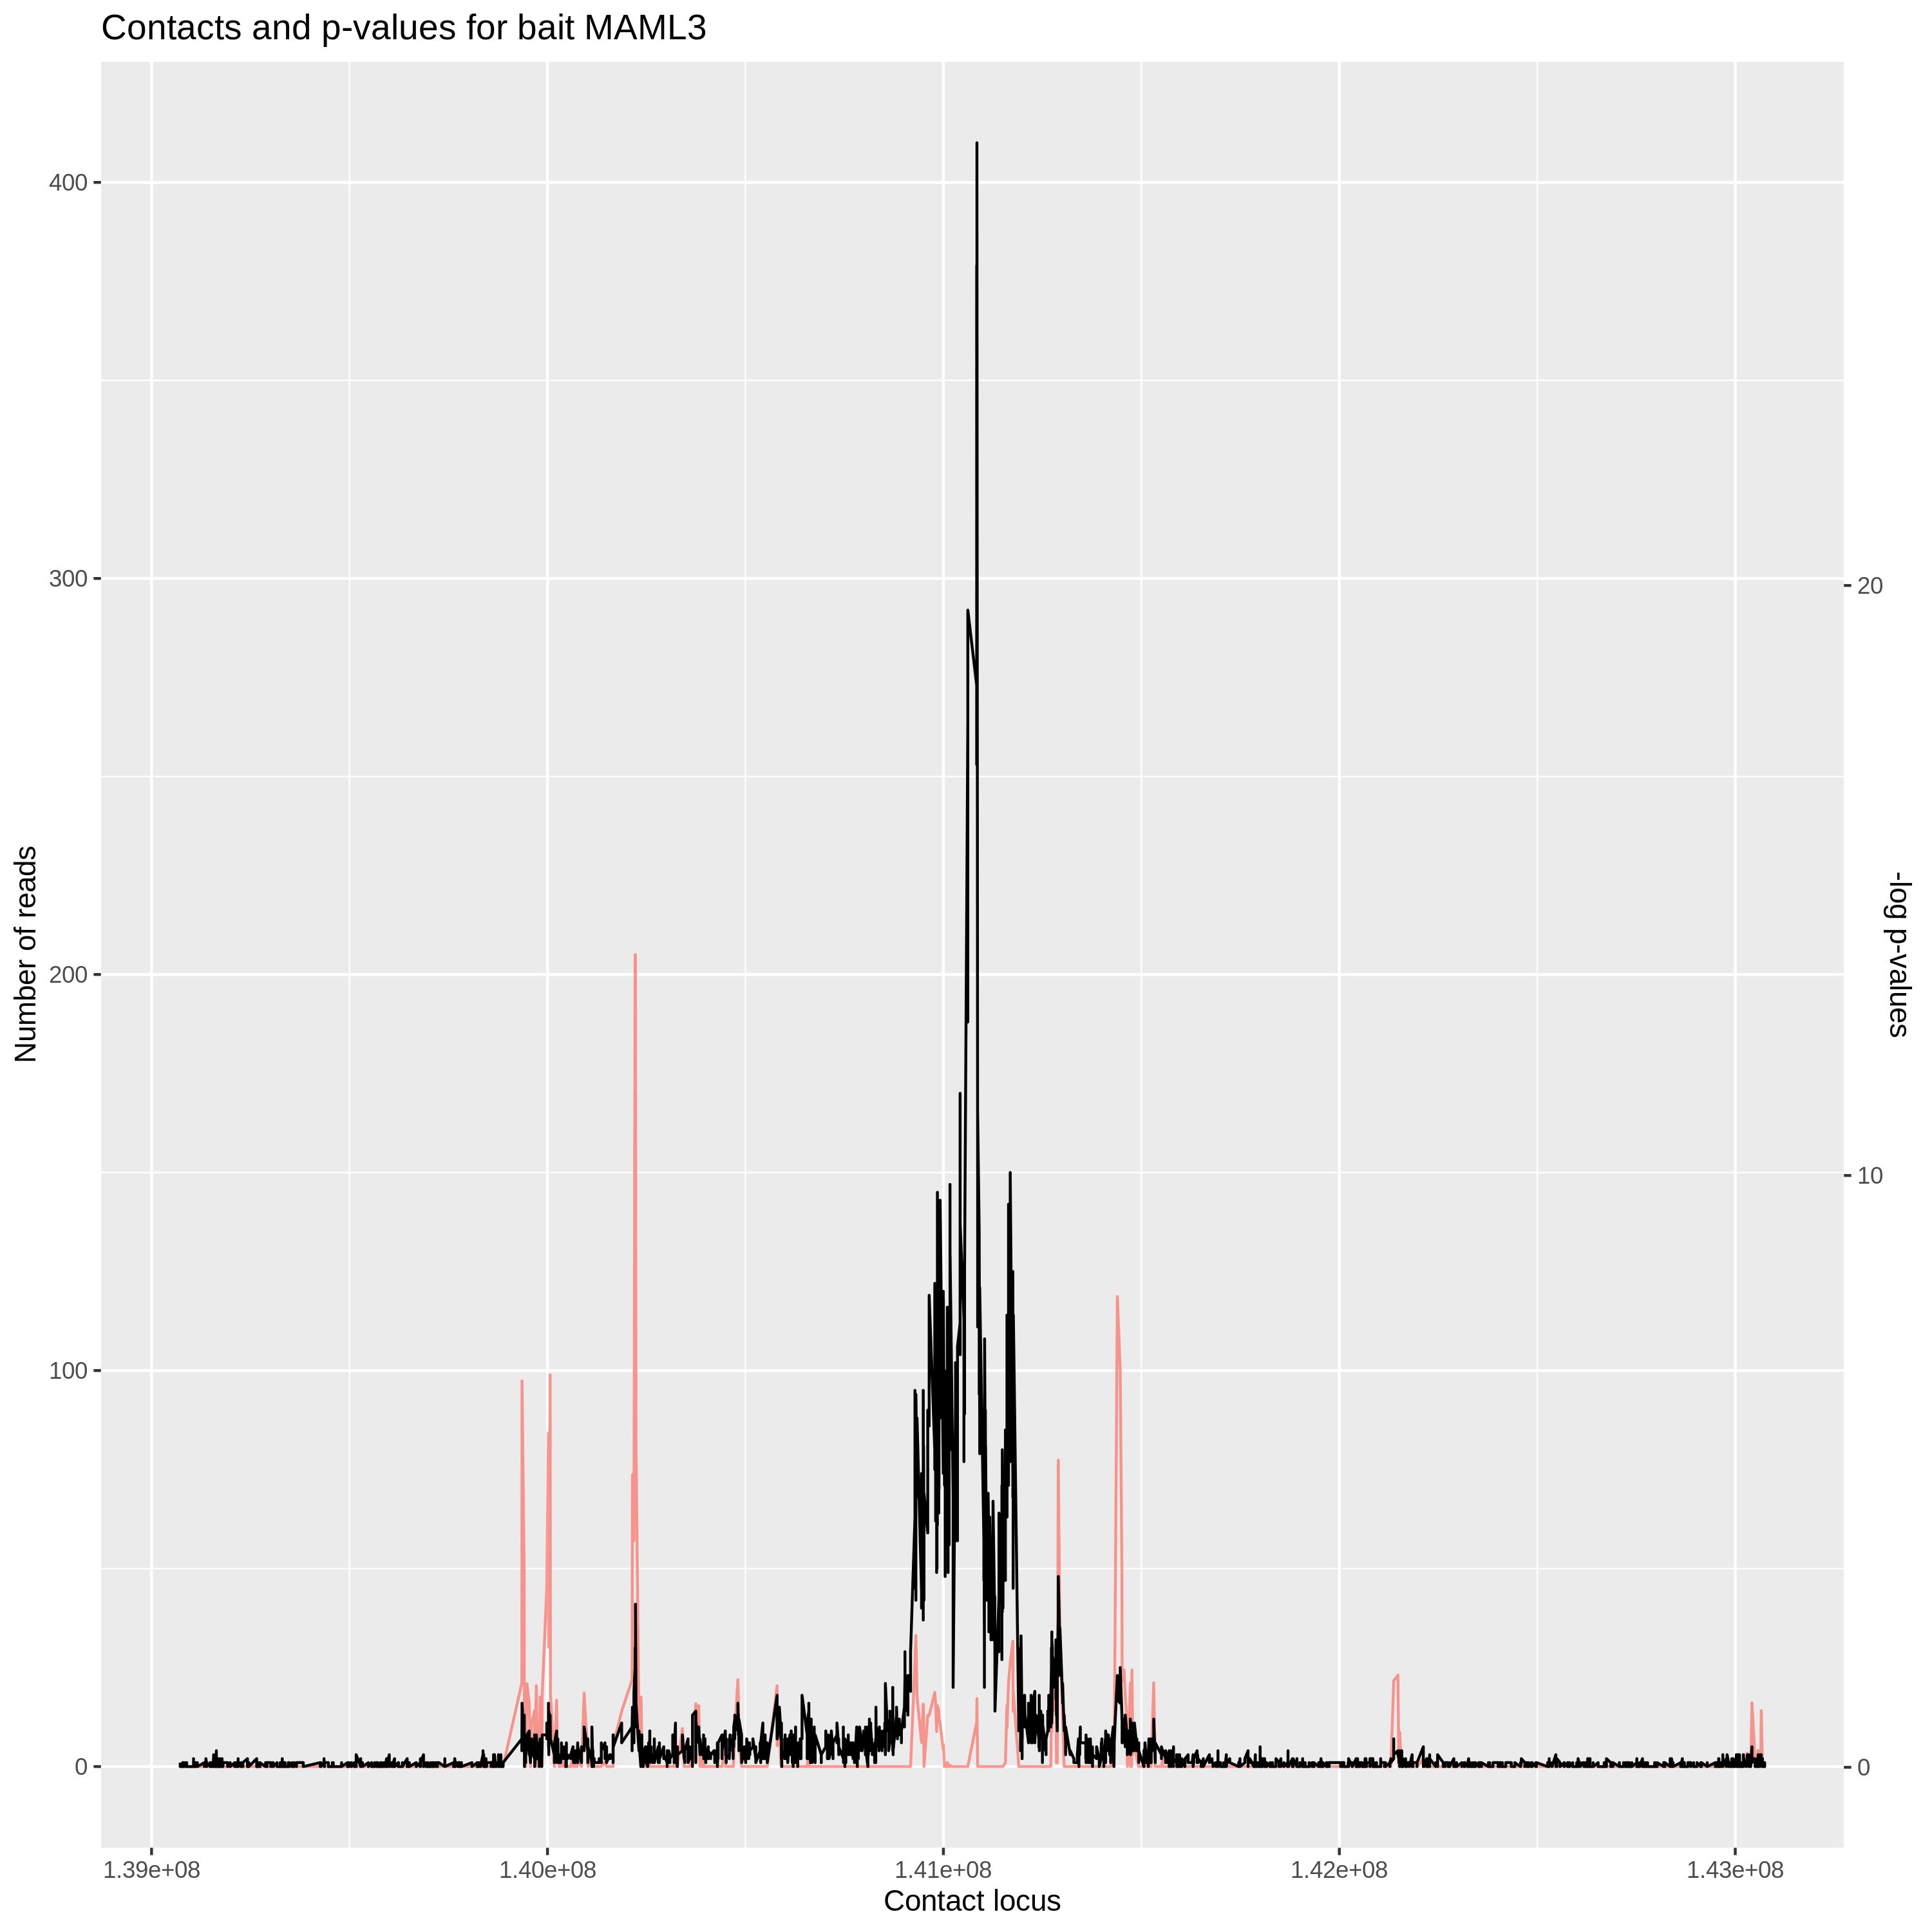 Contacts and p-values for bait MAML3
400
300
200
100
0
Number of reads
20
10
0
-log p-values
1.39e+08
1.40e+08
1.41e+08
1.42e+08
1.43e+08
Contact locus